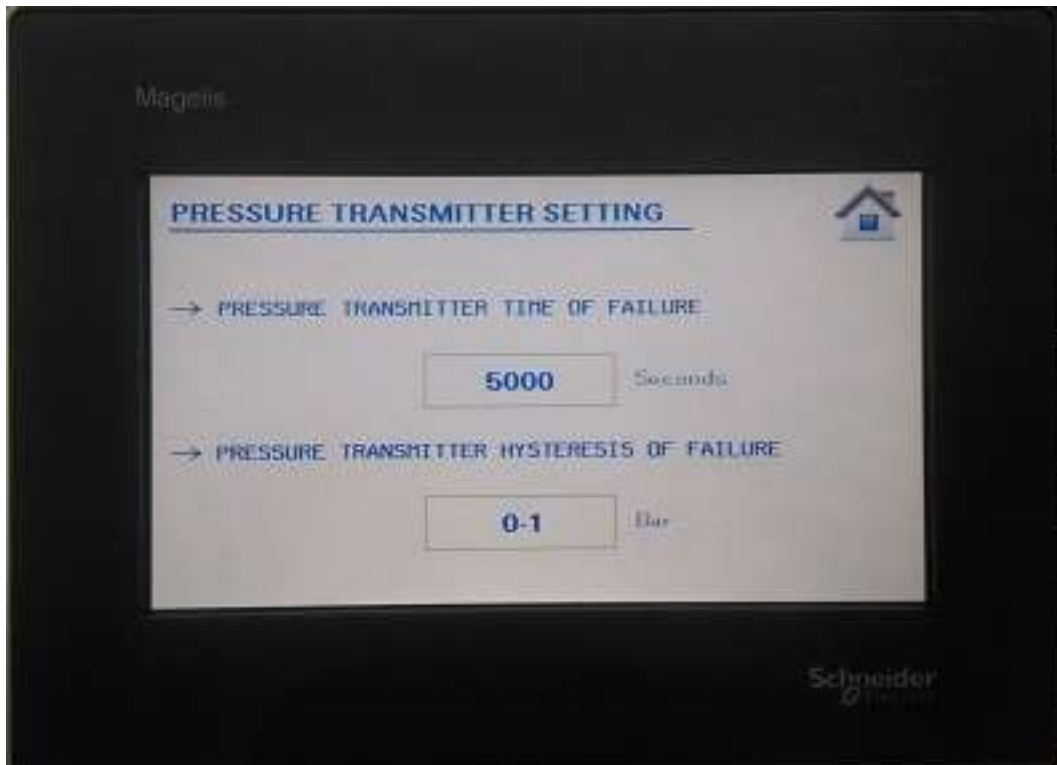 Magelis
PRESSURE TRANSMITTER SETTING
→ PRESSURE TRANSMITTER TIME OF FAILURE
5000 Seconds
→ PRESSURE TRANSMITTER HYSTERESIS OF FAILURE
0-1 Bar
Schneider